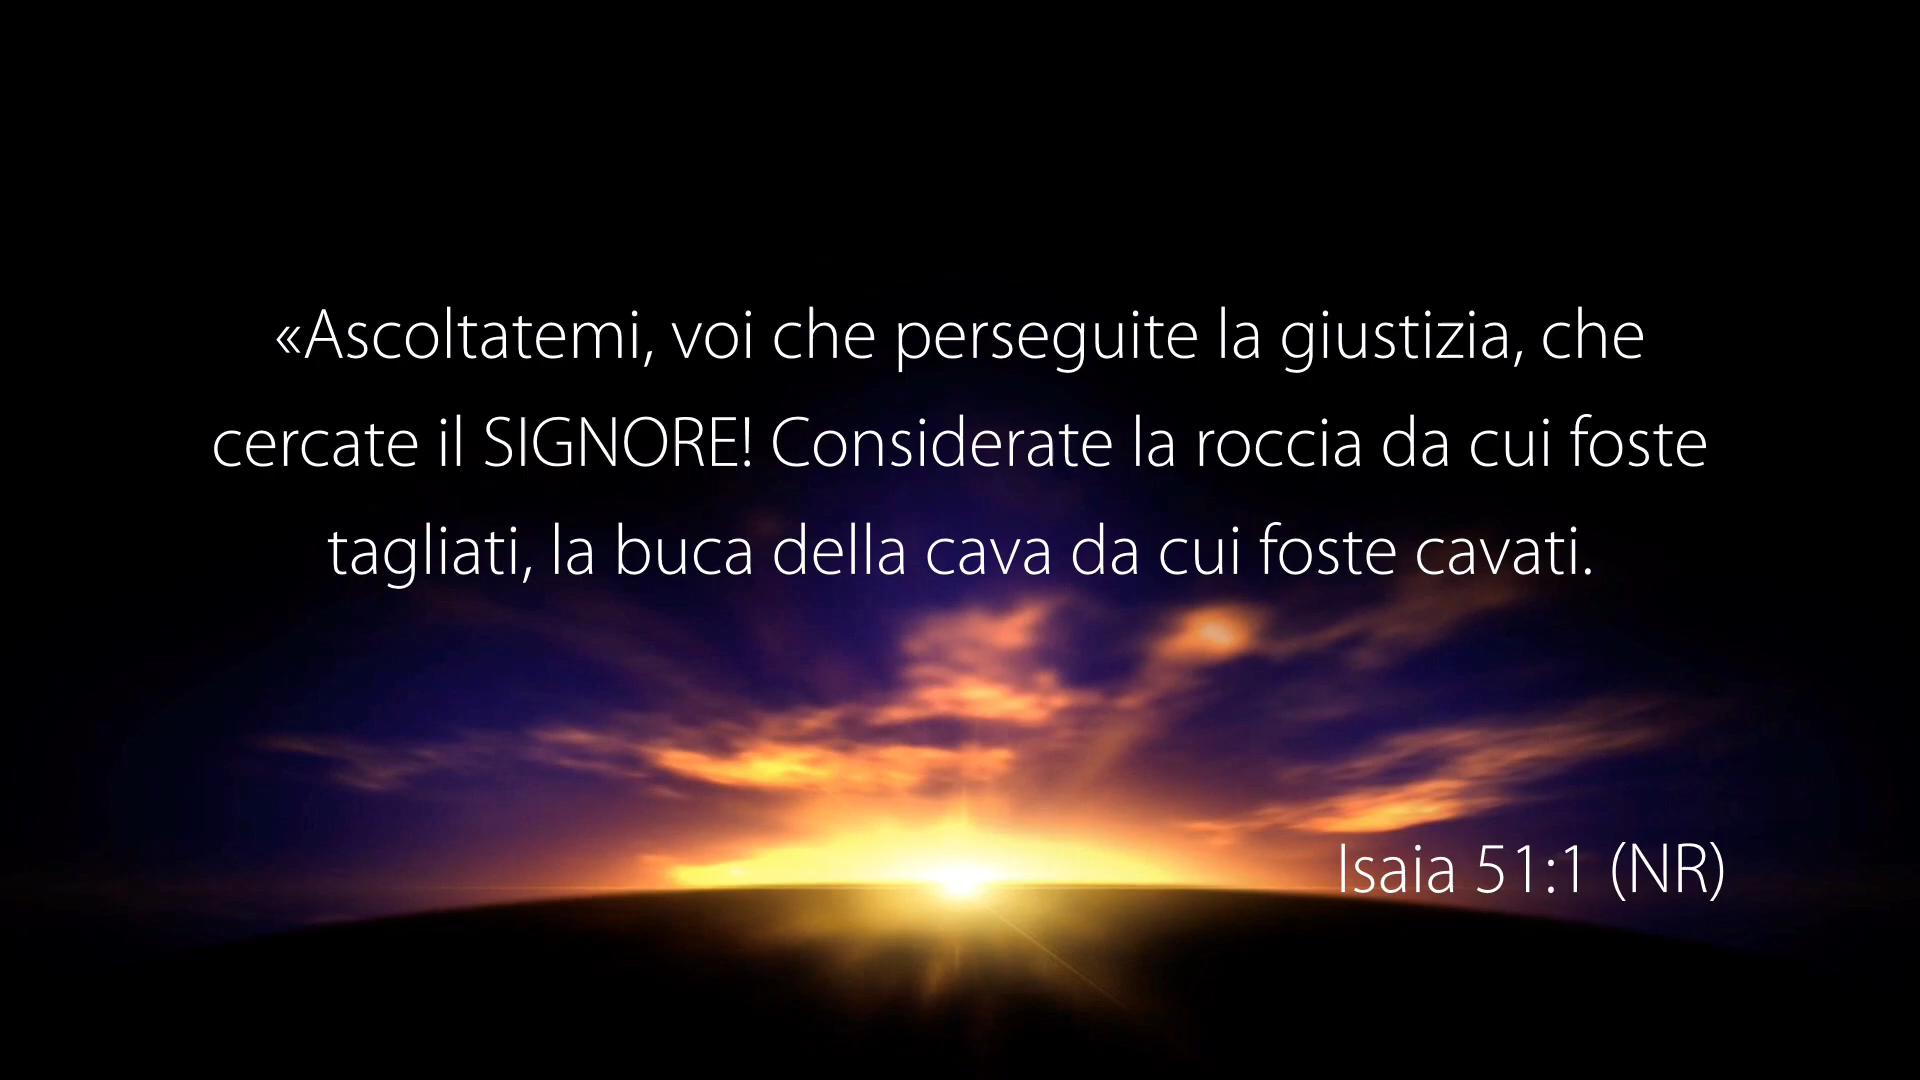 «Ascoltatemi, voi che perseguite la giustizia, che
cercate il SIGNORE! Considerate la roccia da cui foste
tagliati, la buca della cava da cui foste cavati.
Isaia 51:1 (NR)